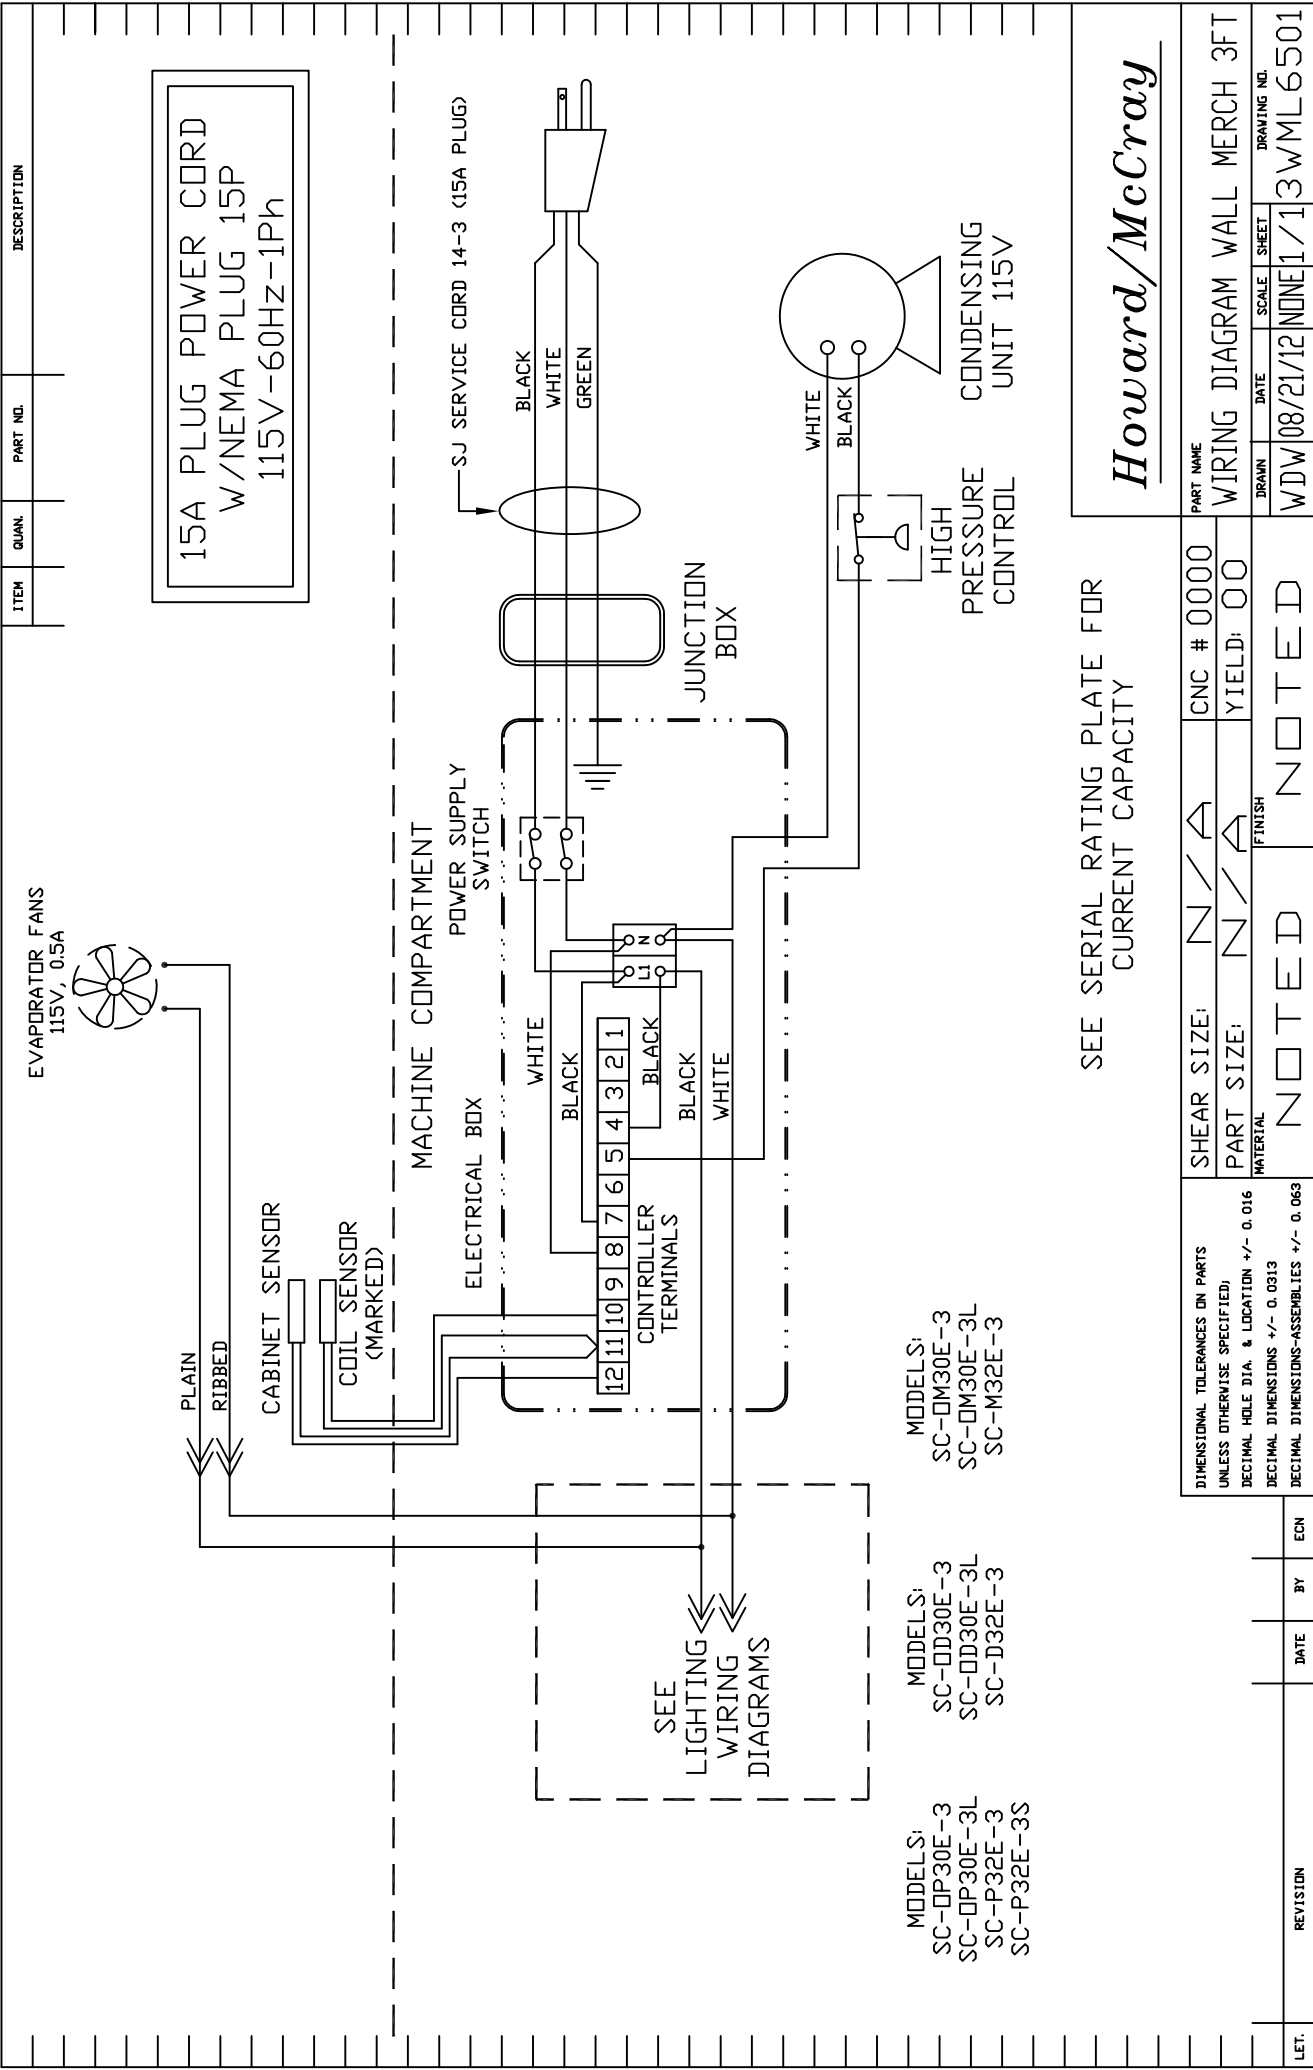 ITEM
QUAN.
PART NO.
DESCRIPTION
15A PLUG POWER CORD
W/NEMA PLUG 15P
115V-60Hz-1Ph
EVAPORATOR FANS
115V, 0.5A
PLAIN
RIBBED
CABINET SENSOR
COIL SENSOR
(MARKED)
MACHINE COMPARTMENT
ELECTRICAL BOX
POWER SUPPLY
SWITCH
SJ SERVICE CORD 14-3 (15A PLUG)
BLACK
WHITE
GREEN
JUNCTION
BOX
WHITE
BLACK
L1
N
12 11 10 9 8 7 6 5 4 3 2 1
CONTROLLER
TERMINALS
BLACK
BLACK
WHITE
WHITE
BLACK
HIGH
PRESSURE
CONTROL
CONDENSING
UNIT 115V
SEE
LIGHTING
WIRING
DIAGRAMS
MODELS:
SC-OP30E-3
SC-OP30E-3L
SC-P32E-3
SC-P32E-3S
MODELS:
SC-OD30E-3
SC-OD30E-3L
SC-D32E-3
MODELS:
SC-OM30E-3
SC-OM30E-3L
SC-M32E-3
SEE SERIAL RATING PLATE FOR
CURRENT CAPACITY
Howard/McCray
LET.
REVISION
DATE
BY
ECN
DIMENSIONAL TOLERANCES ON PARTS
UNLESS OTHERWISE SPECIFIED;
DECIMAL HOLE DIA. & LOCATION +/- 0.016
DECIMAL DIMENSIONS +/- 0.0313
DECIMAL DIMENSIONS-ASSEMBLIES +/- 0.063
SHEAR SIZE: N/A
CNC # 0000
PART SIZE: N/A
YIELD: 00
MATERIAL
NOTED
FINISH
NOTED
PART NAME
WIRING DIAGRAM WALL MERCH 3FT
DRAWN
WDW
DATE
08/21/12
SCALE
NONE
SHEET
1/1
DRAWING NO.
3WML6501